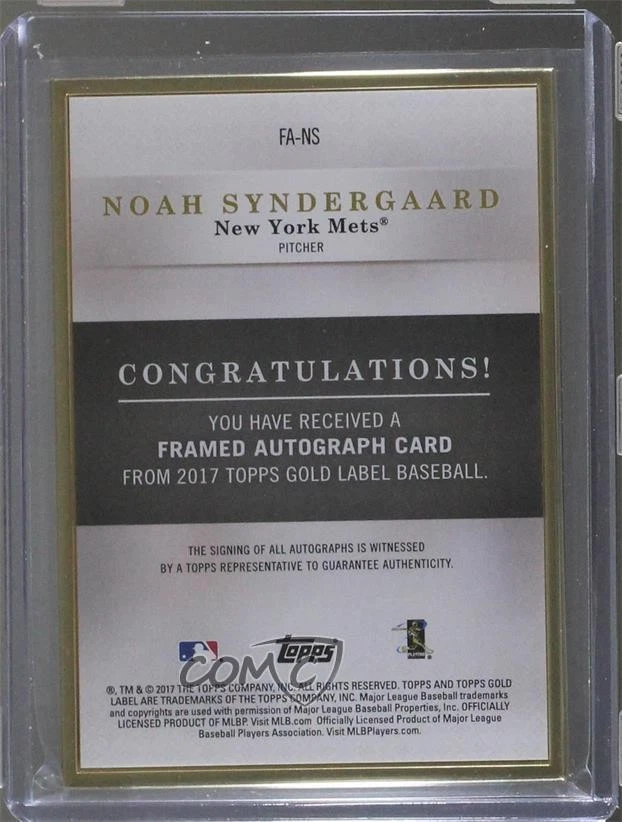 FA-NS
NOAH SYNDERGAARD
New York Mets®
PITCHER
CONGRATULATIONS!
YOU HAVE RECEIVED A
FRAMED AUTOGRAPH CARD
FROM 2017 TOPPS GOLD LABEL BASEBALL.
THE SIGNING OF ALL AUTOGRAPHS IS WITNESSED
BY A TOPPS REPRESENTATIVE TO GUARANTEE AUTHENTICITY.
Topps
COMC
®, TM & © 2017 THE TOPPS COMPANY, INC. ALL RIGHTS RESERVED. TOPPS AND TOPPS GOLD
LABEL ARE TRADEMARKS OF THE TOPPS COMPANY, INC. Major League Baseball trademarks
and copyrights are used with permission of Major League Baseball Properties, Inc. OFFICIALLY
LICENSED PRODUCT OF MLBP. Visit MLB.com Officially Licensed Product of Major League
Baseball Players Association. Visit MLBPlayers.com.